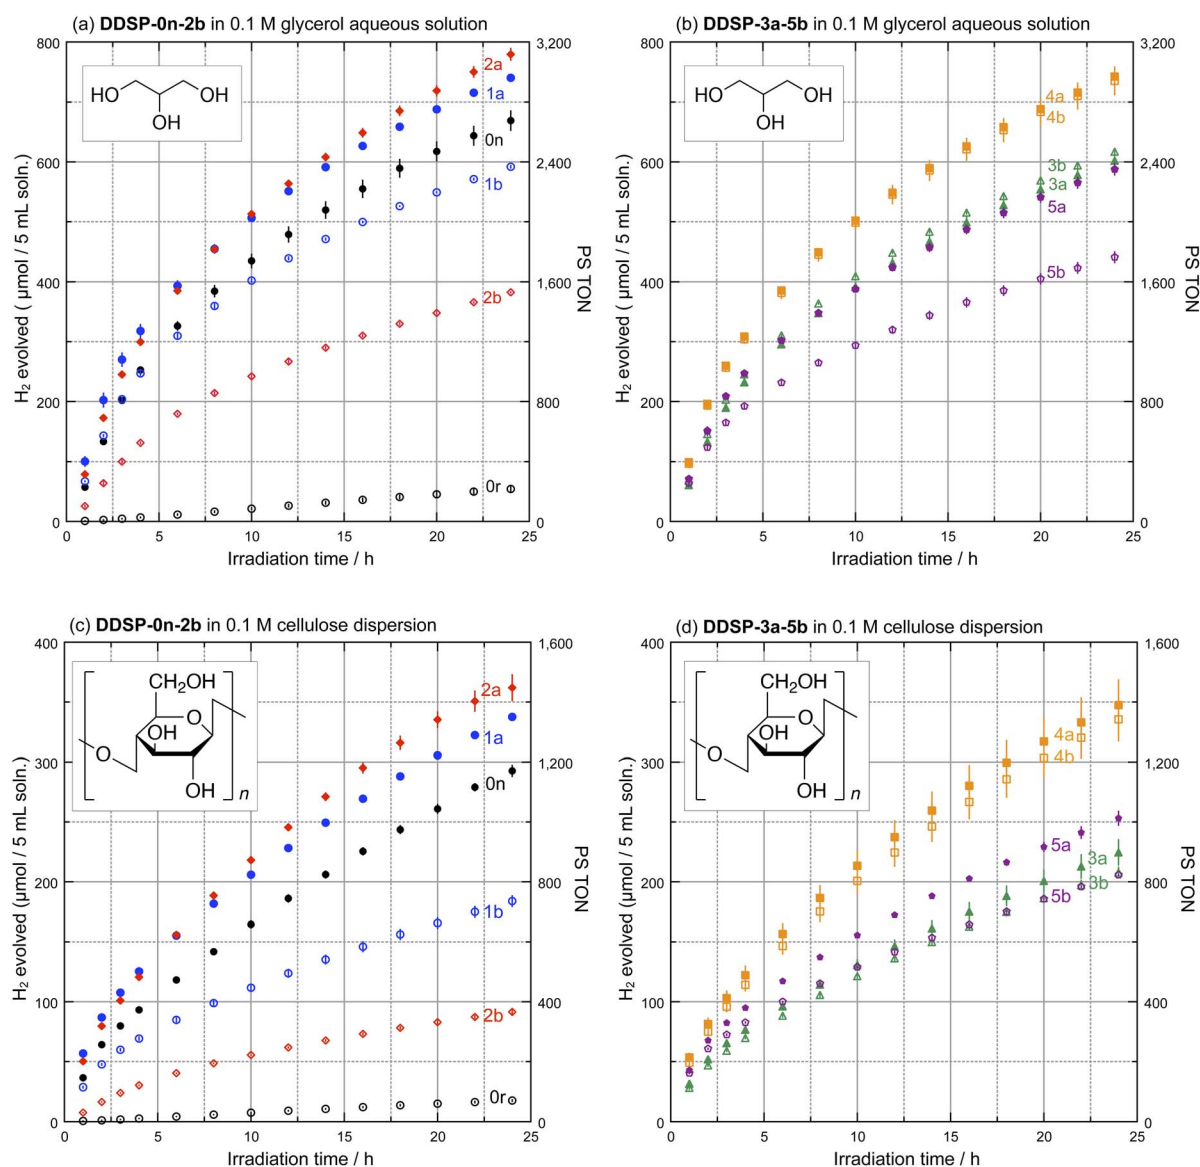 (a) DDSP-0n-2b in 0.1 M glycerol aqueous solution
800
3,200
HO
OH
OH
2a
1a
0n
1b
2b
0r
600
2,400
400
1,600
200
800
0
0
H2 evolved ( μmol / 5 mL soln.)
PS TON
0 5 10 15 20 25
Irradiation time / h
(b) DDSP-3a-5b in 0.1 M glycerol aqueous solution
800
3,200
HO
OH
OH
4a
4b
3b
3a
5a
5b
600
2,400
400
1,600
200
800
0
0
H2 evolved ( μmol / 5 mL soln.)
PS TON
0 5 10 15 20 25
Irradiation time / h
(c) DDSP-0n-2b in 0.1 M cellulose dispersion
400
1,600
CH2OH
O
OH
O
OH
n
2a
1a
0n
1b
2b
0r
300
1,200
200
800
100
400
0
0
H2 evolved (μmol / 5 mL soln.)
PS TON
0 5 10 15 20 25
Irradiation time / h
(d) DDSP-3a-5b in 0.1 M cellulose dispersion
400
1,600
CH2OH
O
OH
O
OH
n
4a
4b
5a
3a
3b
5b
300
1,200
200
800
100
400
0
0
H2 evolved (μmol / 5 mL soln.)
PS TON
0 5 10 15 20 25
Irradiation time / h